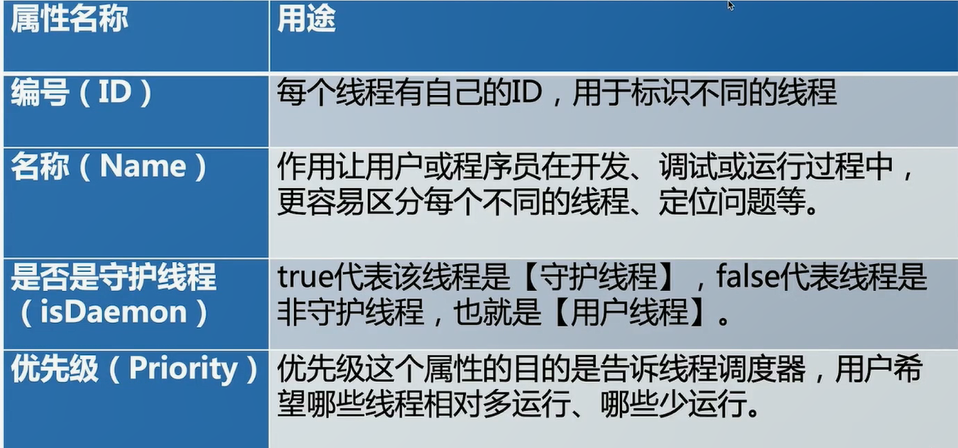 属性名称
用途
编号（ID）
每个线程有自己的ID，用于标识不同的线程
名称（Name）
作用让用户或程序员在开发、调试或运行过程中，
更容易区分每个不同的线程、定位问题等。
是否是守护线程
（isDaemon）
true代表该线程是【守护线程】，false代表线程是
非守护线程，也就是【用户线程】。
优先级（Priority）
优先级这个属性的目的是告诉线程调度器，用户希
望哪些线程相对多运行、哪些少运行。